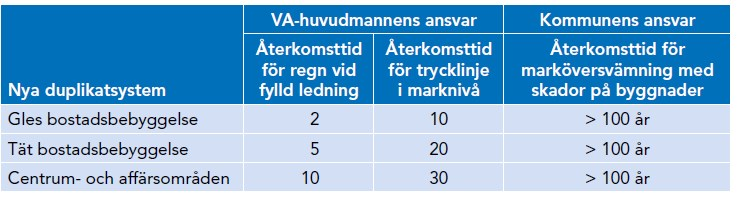 VA-huvudmannens ansvar Kommunens ansvar
Nya duplikatsystem Återkomsttid för regn vid fylld ledning Återkomsttid för trycklinje i marknivå Återkomsttid för marköversvämning med skador på byggnader
Gles bostadsbebyggelse 2 10 > 100 år
Tät bostadsbebyggelse 5 20 > 100 år
Centrum- och affärsområden 10 30 > 100 år